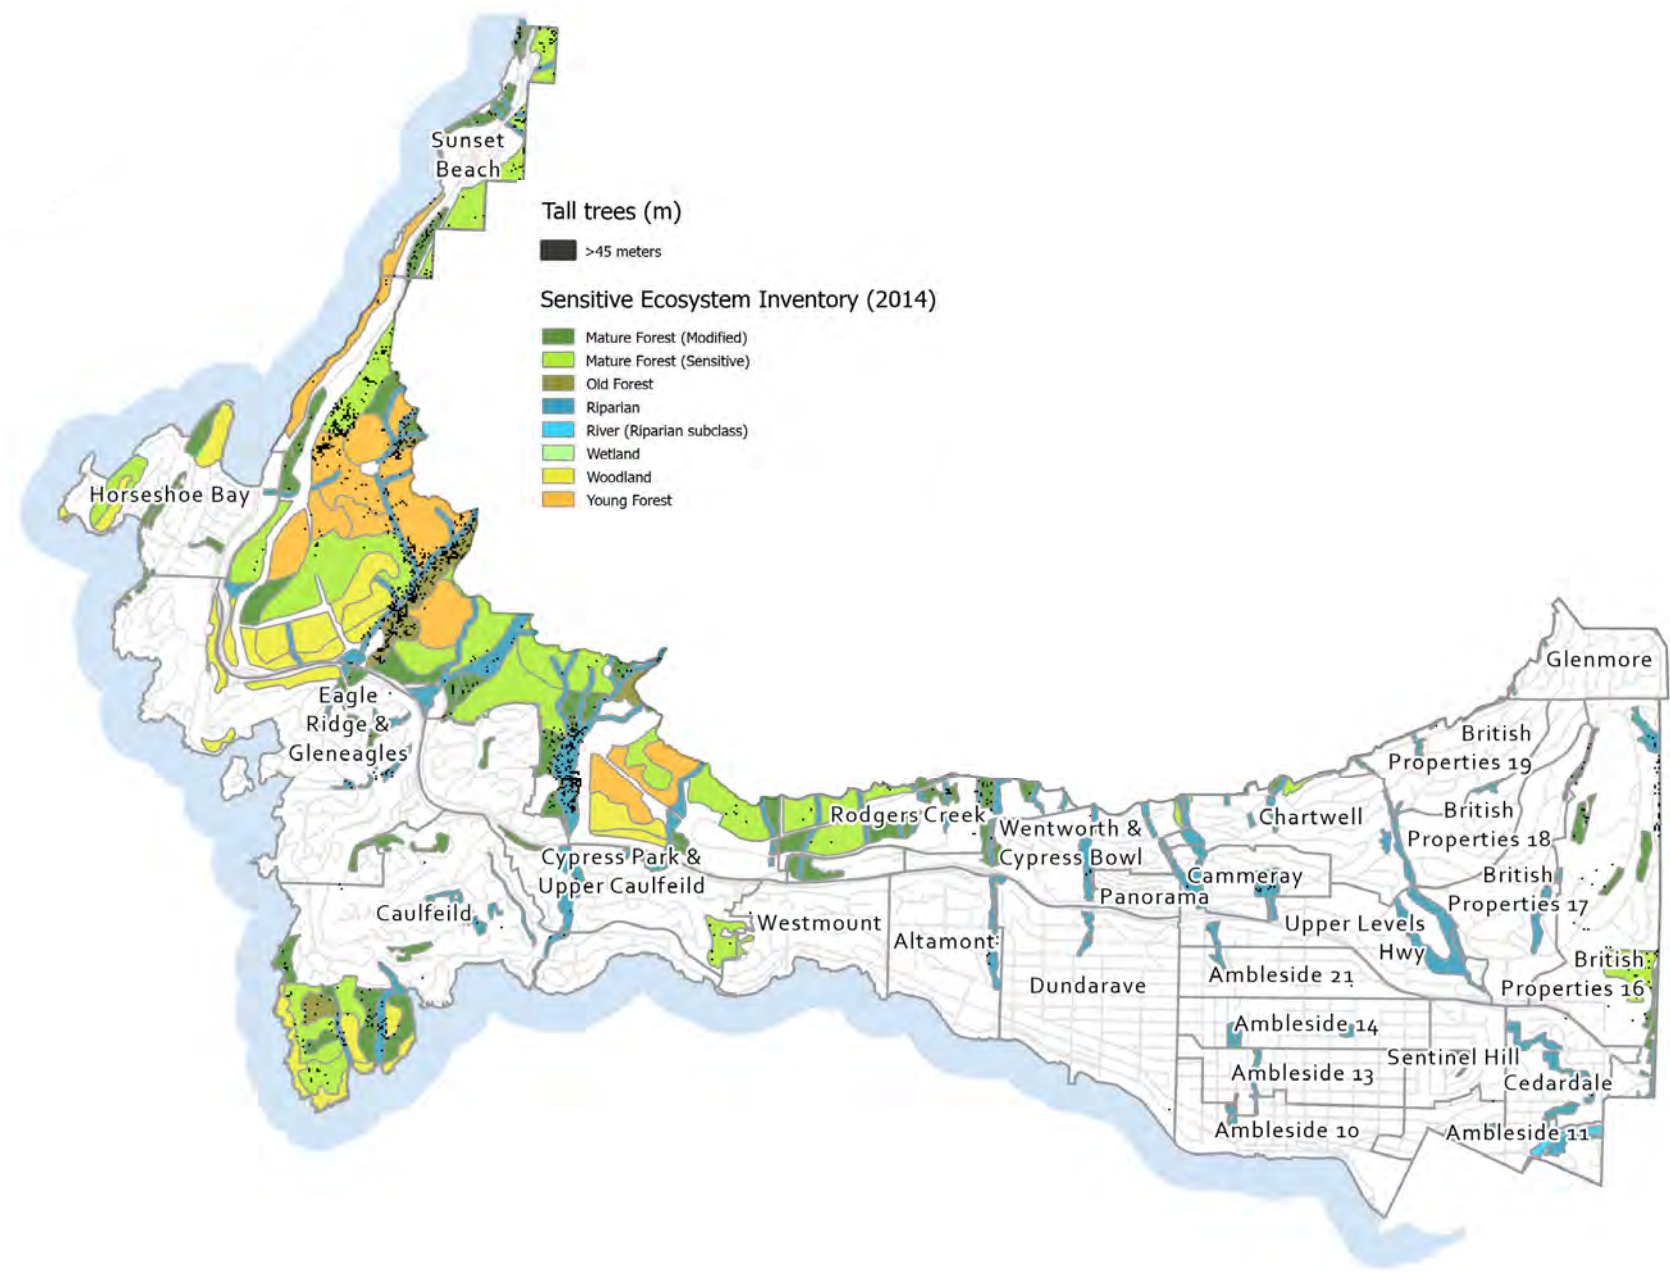 Sunset
Beach
Tall trees (m)
>45 meters
Sensitive Ecosystem Inventory (2014)
Mature Forest (Modified)
Mature Forest (Sensitive)
Old Forest
Riparian
River (Riparian subclass)
Wetland
Woodland
Young Forest
Horseshoe Bay
Eagle
Ridge &
Gleneagles
Glenmore
British
Properties 19
British
Properties 18
British
Properties 17
British
Properties 16
Rodgers Creek
Wentworth &
Cypress Bowl
Chartwell
Cypress Park &
Upper Caulfeild
Cammeray
Panorama
Caulfeild
Westmount
Altamont
Upper Levels
Hwy
Dundarave
Ambleside 21
Ambleside 14
Sentinel Hill
Ambleside 13
Cedardale
Ambleside 10
Ambleside 11